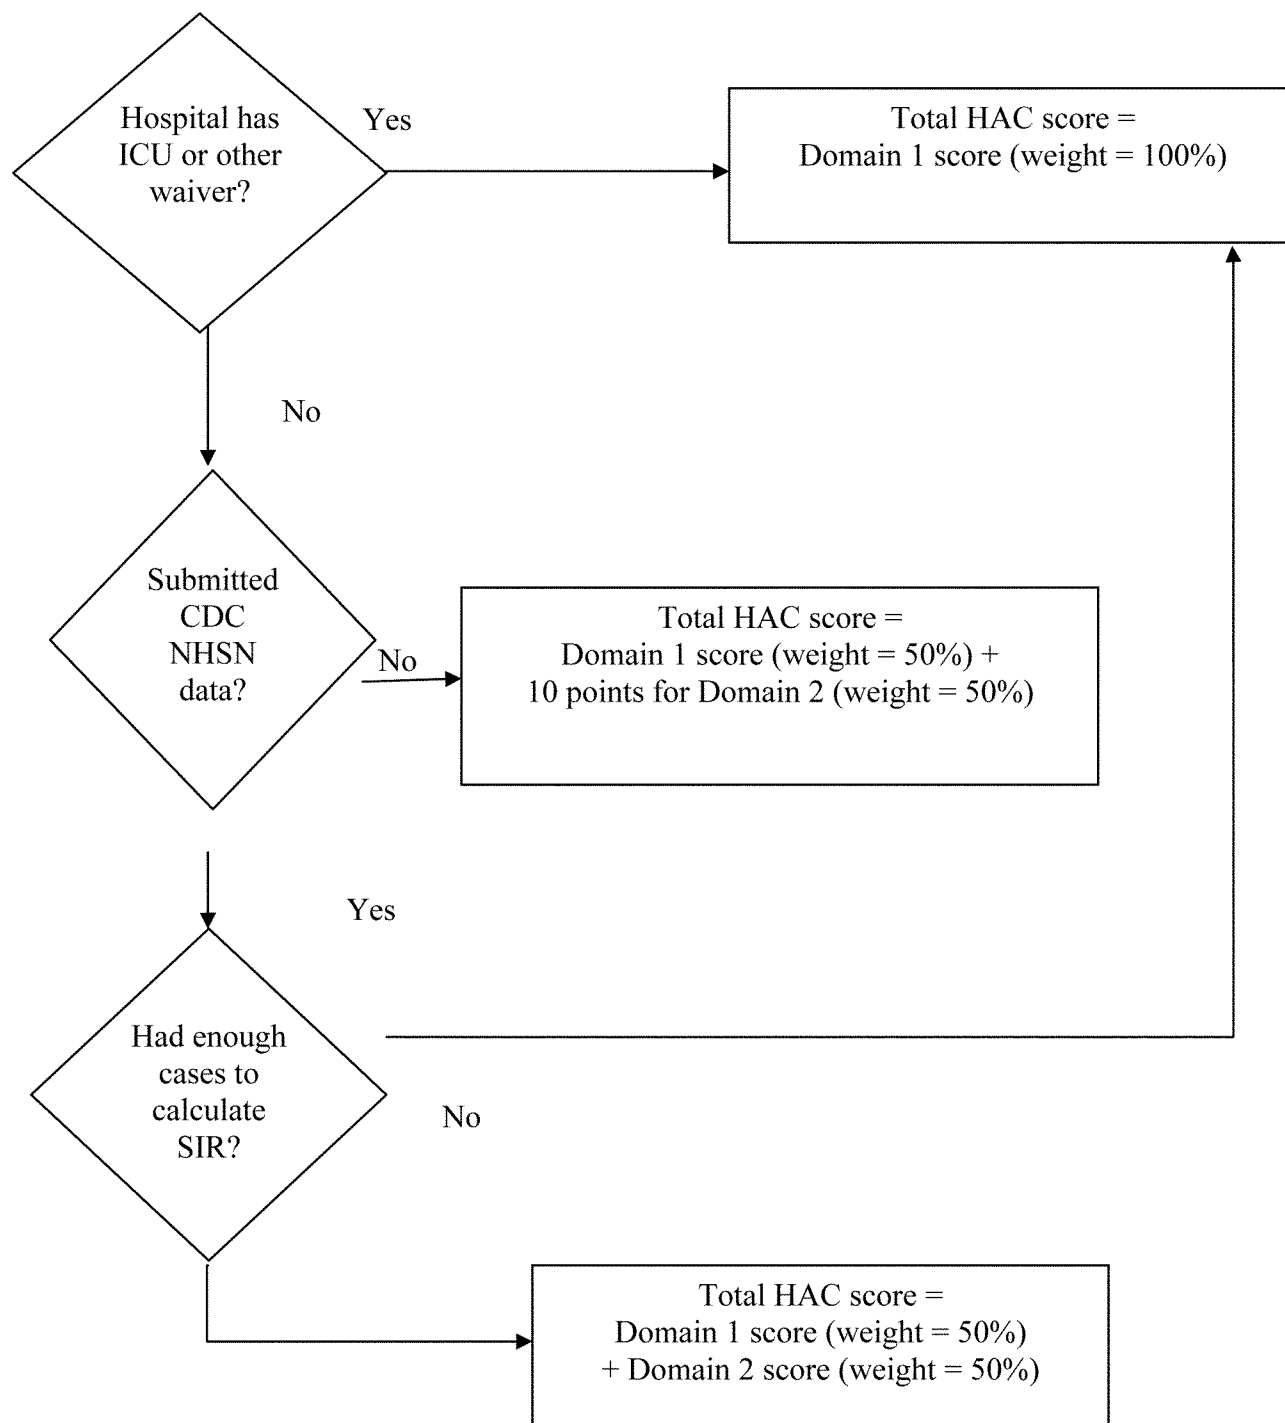 Hospital has
ICU or other
waiver?
Yes
Total HAC score =
Domain 1 score (weight = 100%)
No
Submitted
CDC
NHSN
data?
No
Total HAC score =
Domain 1 score (weight = 50%) +
10 points for Domain 2 (weight = 50%)
Yes
Had enough
cases to
calculate
SIR?
No
Total HAC score =
Domain 1 score (weight = 50%)
+ Domain 2 score (weight = 50%)